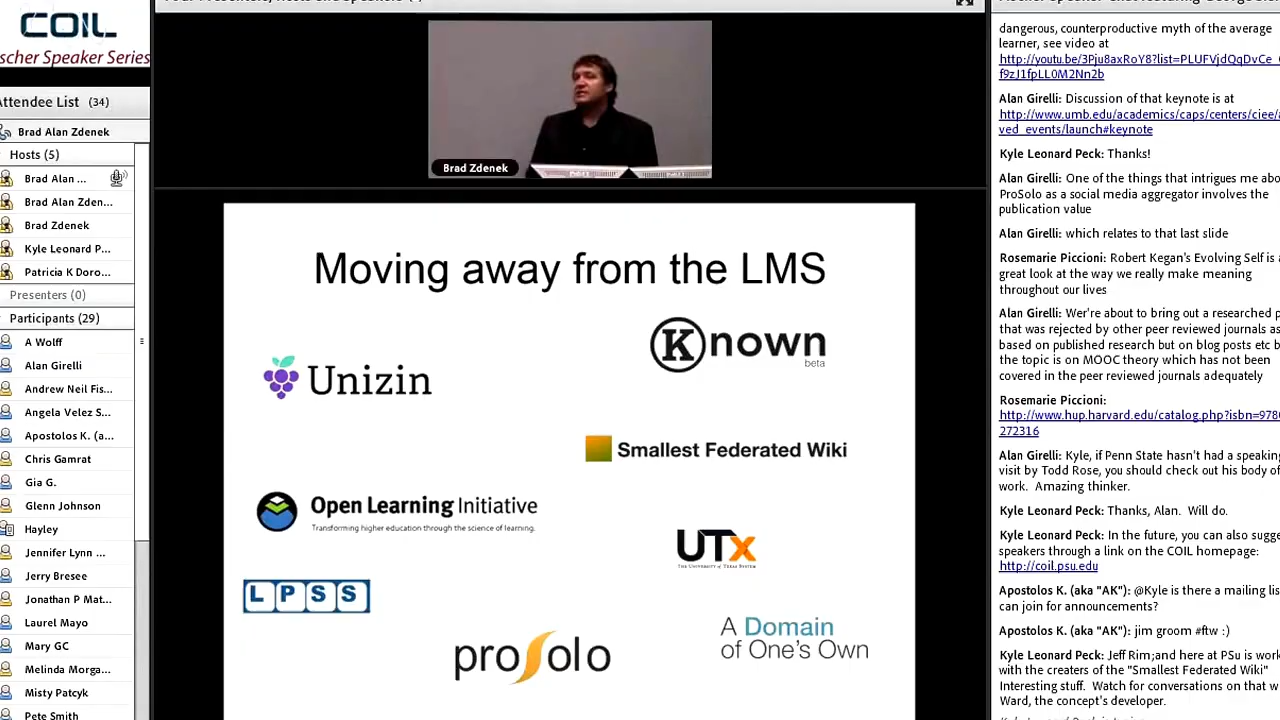 COIL
scher Speaker Series
Attendee List (34)
Brad Alan Zdenek
Hosts (5)
Brad Alan ...
Brad Alan Zden...
Brad Zdenek
Kyle Leonard P...
Patricia K Doro...
Presenters (0)
Participants (29)
A Wolff
Alan Girelli
Andrew Neil Fis...
Angela Velez S...
Apostolos K. (a...
Chris Gamrat
Gia G.
Glenn Johnson
Hayley
Jennifer Lynn ...
Jerry Bresee
Jonathan P Mat...
Laurel Mayo
Mary GC
Melinda Morga...
Misty Patcyk
Pete Smith
Brad Zdenek
Moving away from the LMS
Known
beta
Unizin
Smallest Federated Wiki
Open Learning Initiative
Transforming higher education through the science of learning.
UTx
THE UNIVERSITY OF TEXAS SYSTEM
LPSS
proSolo
A Domain
of One's Own
dangerous, counterproductive myth of the average
learner, see video at
http://youtu.be/3Pju8axRoY8?list=PLUFVjdQqDvCe_
f9zJ1fpLL0M2Nn2b
Alan Girelli: Discussion of that keynote is at
http://www.umb.edu/academics/caps/centers/ciee/a
ved_events/launch#keynote
Kyle Leonard Peck: Thanks!
Alan Girelli: One of the things that intrigues me abo
ProSolo as a social media aggregator involves the
publication value
Alan Girelli: which relates to that last slide
Rosemarie Piccioni: Robert Kegan's Evolving Self is a
great look at the way we really make meaning
throughout our lives
Alan Girelli: Wer're about to bring out a researched p
that was rejected by other peer reviewed journals as
based on published research but on blog posts etc b
the topic is on MOOC theory which has not been
covered in the peer reviewed journals adequately
Rosemarie Piccioni:
http://www.hup.harvard.edu/catalog.php?isbn=978
272316
Alan Girelli: Kyle, if Penn State hasn't had a speaking
visit by Todd Rose, you should check out his body of
work. Amazing thinker.
Kyle Leonard Peck: Thanks, Alan. Will do.
Kyle Leonard Peck: In the future, you can also sugge
speakers through a link on the COIL homepage:
http://coil.psu.edu
Apostolos K. (aka "AK"): @Kyle is there a mailing lis
can join for announcements?
Apostolos K. (aka "AK"): jim groom #ftw :)
Kyle Leonard Peck: Jeff Rim;and here at PSu is work
with the creaters of the "Smallest Federated Wiki"
Interesting stuff. Watch for conversations on that w
Ward, the concept's developer.